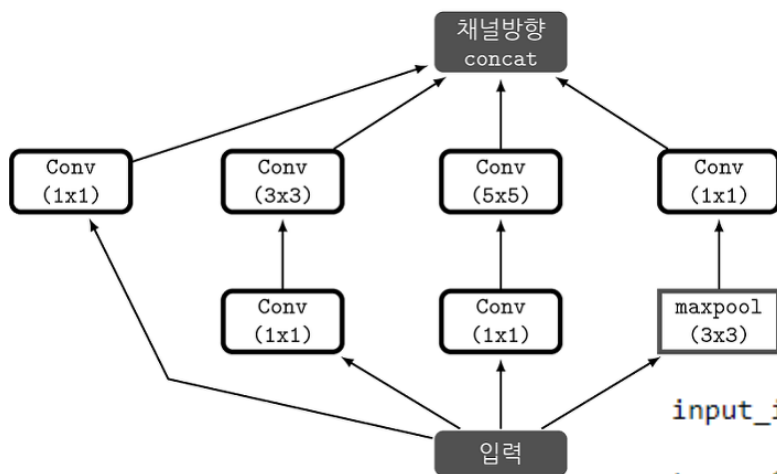 채널방향
concat
Conv
(1x1)
Conv
(3x3)
Conv
(5x5)
Conv
(1x1)
Conv
(1x1)
Conv
(1x1)
maxpool
(3x3)
입력